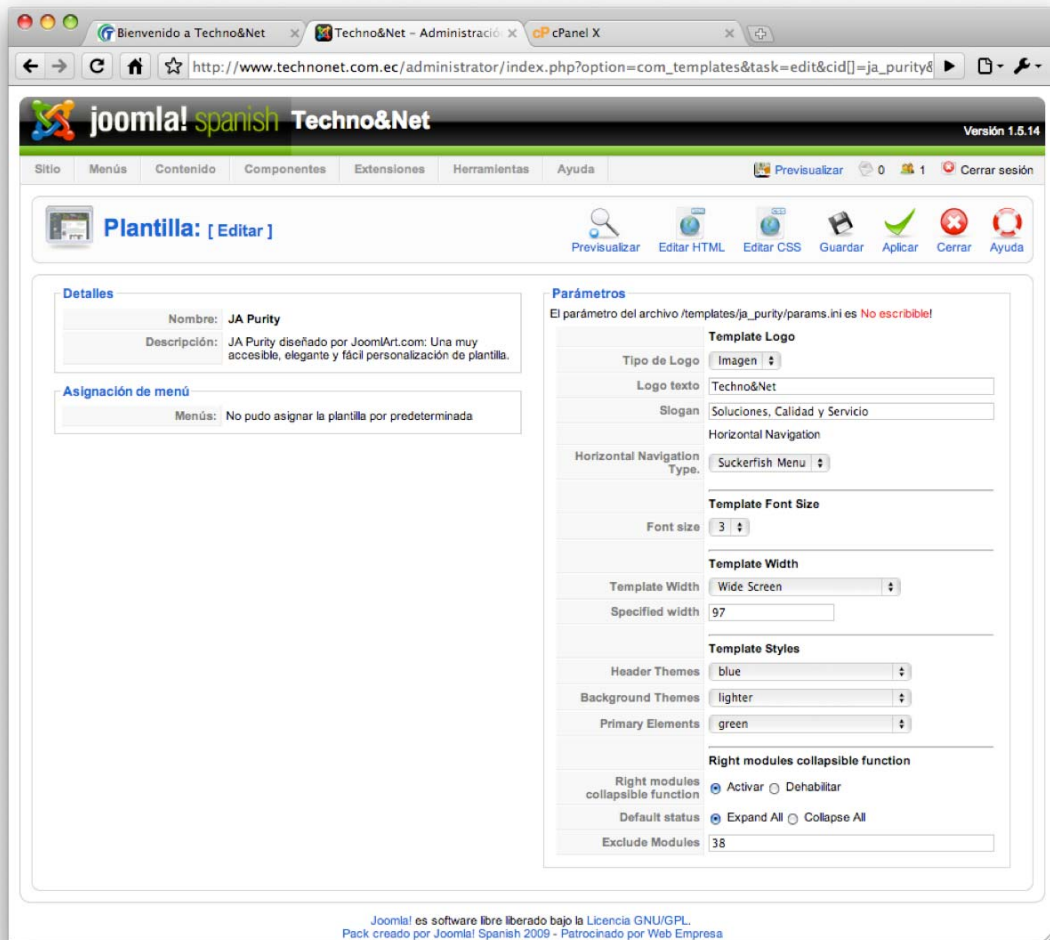 Bienvenido a Techno&Net
Techno&Net – Administració
cP cPanel X
http://www.technonet.com.ec/administrator/index.php?option=com_templates&task=edit&cid[]=ja_purity&
joomla! spanish Techno&Net
Versión 1.5.14
Sitio Menús Contenido Componentes Extensiones Herramientas Ayuda
Previsualizar 0 1 Cerrar sesión
Plantilla: [ Editar ]
Previsualizar Editar HTML Editar CSS Guardar Aplicar Cerrar Ayuda
Detalles
Nombre: JA Purity
Descripción: JA Purity diseñado por JoomlArt.com: Una muy
accesible, elegante y fácil personalización de plantilla.
Asignación de menú
Menús: No pudo asignar la plantilla por predeterminada
Parámetros
El parámetro del archivo /templates/ja_purity/params.ini es No escribible!
Template Logo
Tipo de Logo Imagen
Logo texto Techno&Net
Slogan Soluciones, Calidad y Servicio
Horizontal Navigation
Horizontal Navigation
Type. Suckerfish Menu
Template Font Size
Font size 3
Template Width
Template Width Wide Screen
Specified width 97
Template Styles
Header Themes blue
Background Themes lighter
Primary Elements green
Right modules collapsible function
Right modules
collapsible function Activar Dehabilitar
Default status Expand All Collapse All
Exclude Modules 38
Joomla! es software libre liberado bajo la Licencia GNU/GPL.
Pack creado por Joomla! Spanish 2009 - Patrocinado por Web Empresa